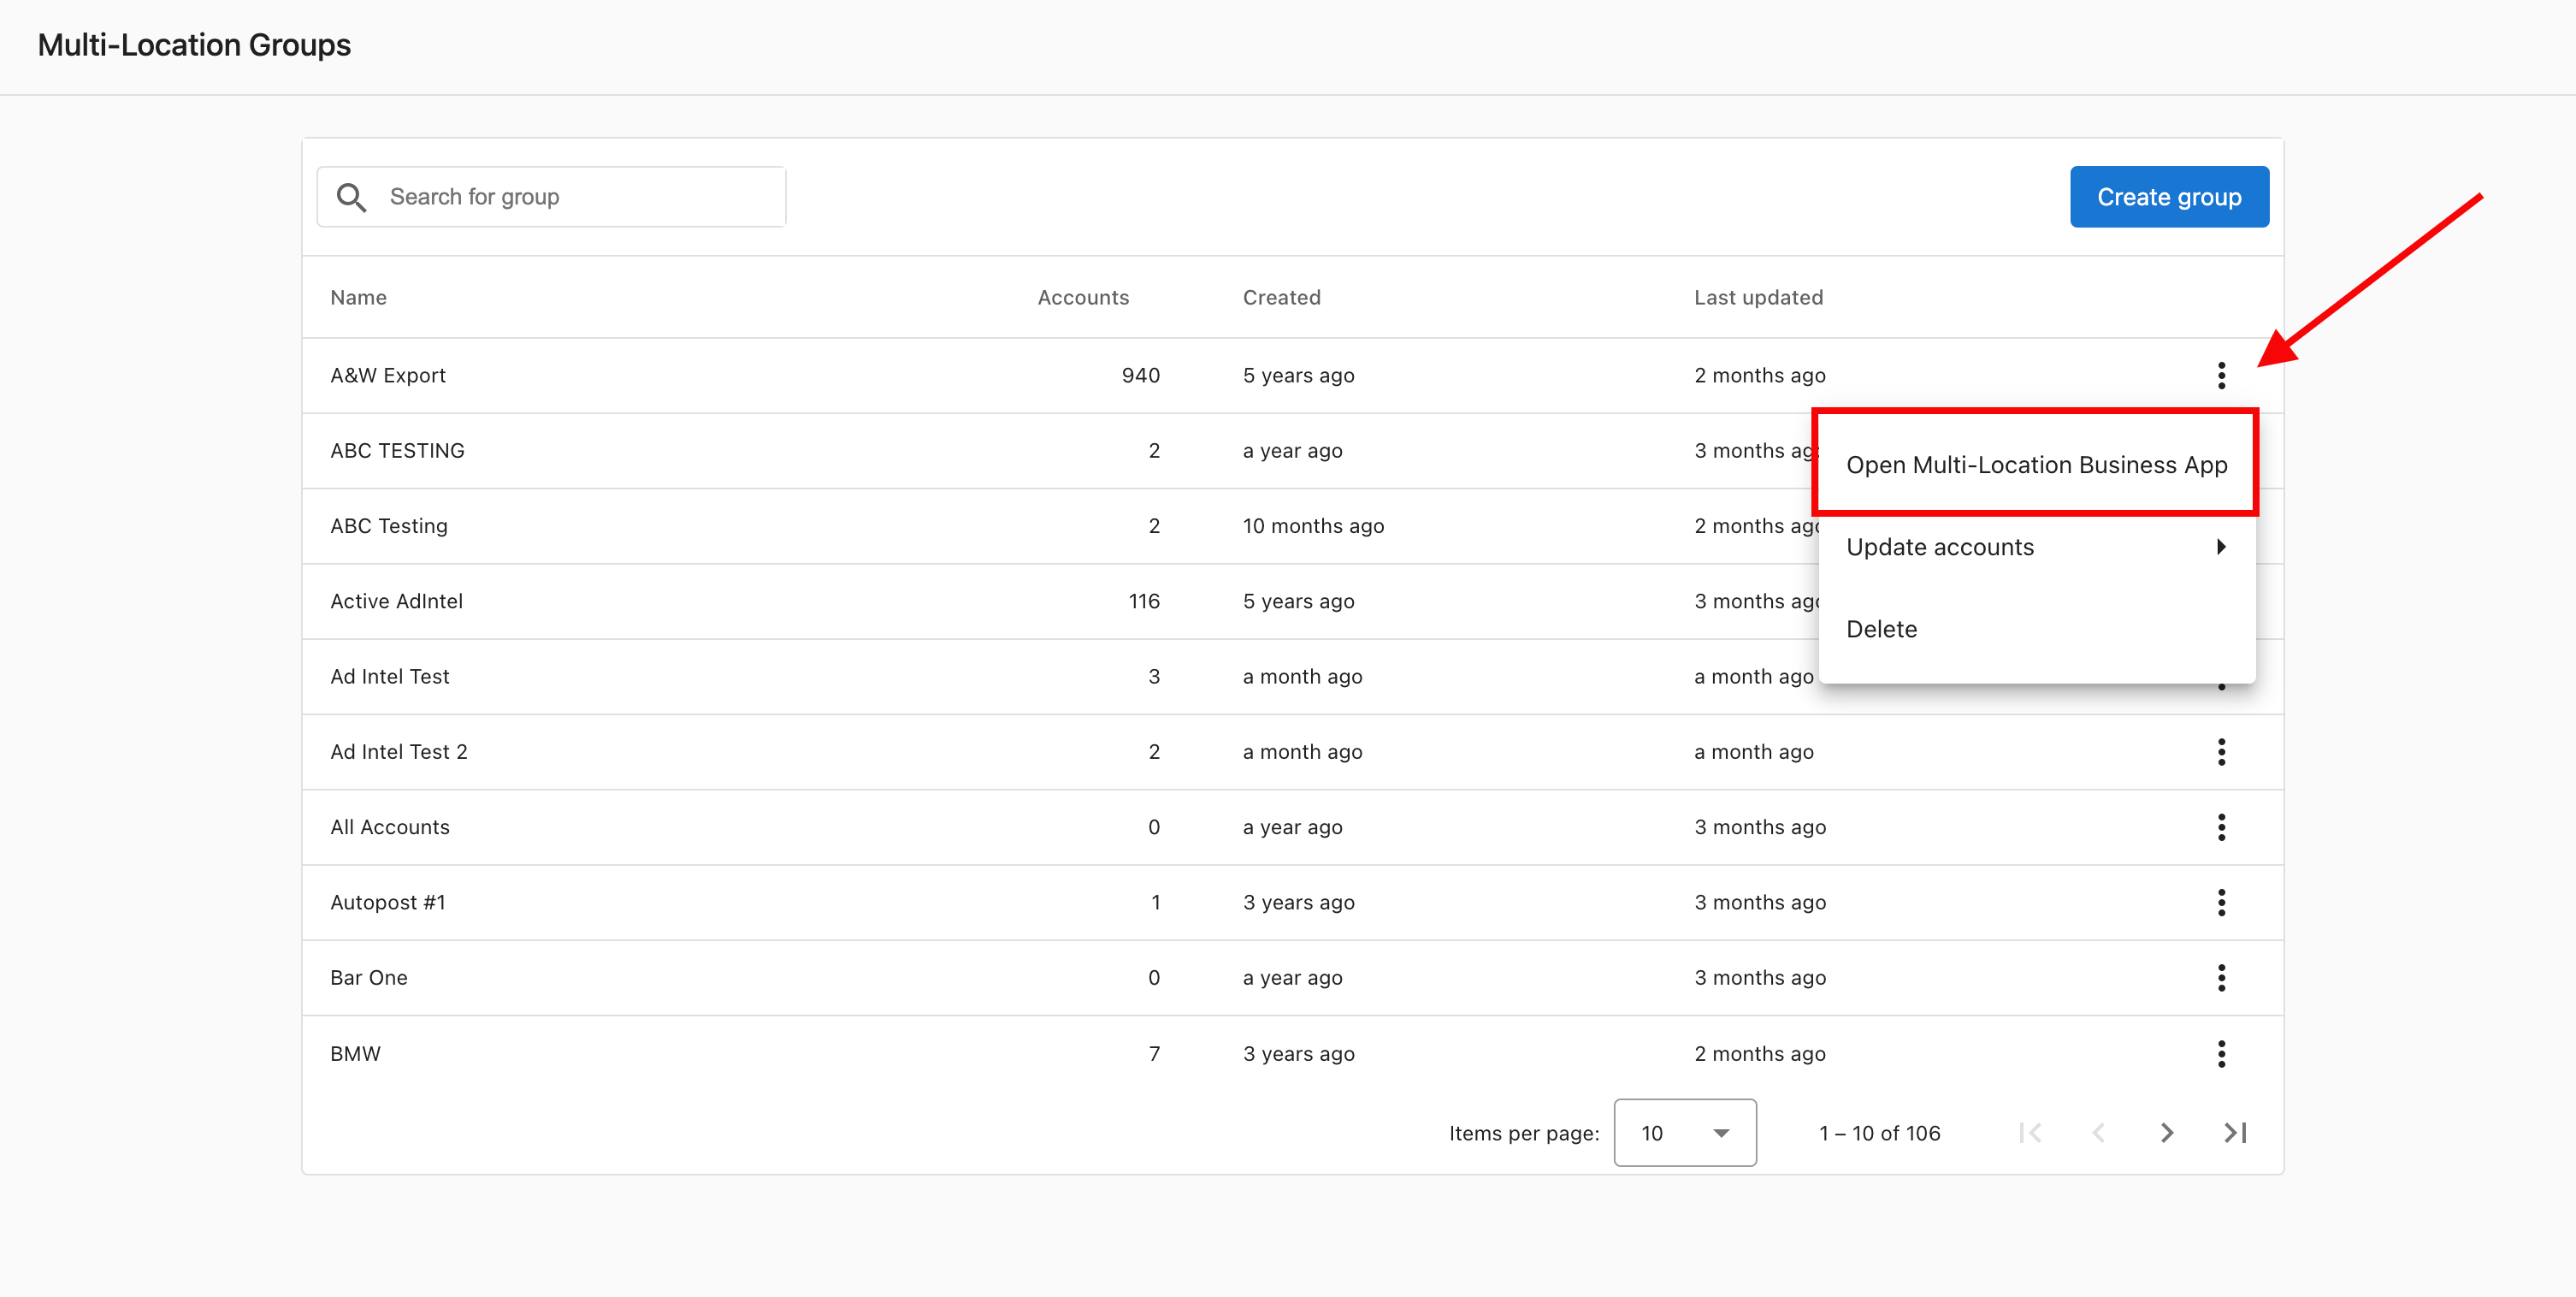 Multi-Location Groups
Search for group
Create group
Name Accounts Created Last updated
A&W Export 940 5 years ago 2 months ago
ABC TESTING 2 a year ago 3 months
Open Multi-Location Business App
ABC Testing 2 10 months ago 2 months
Update accounts
Active AdIntel 116 5 years ago 3 months
Delete
Ad Intel Test 3 a month ago a month ago
Ad Intel Test 2 2 a month ago a month ago
All Accounts 0 a year ago 3 months ago
Autopost #1 1 3 years ago 3 months ago
Bar One 0 a year ago 3 months ago
BMW 7 3 years ago 2 months ago
Items per page: 10 1 – 10 of 106